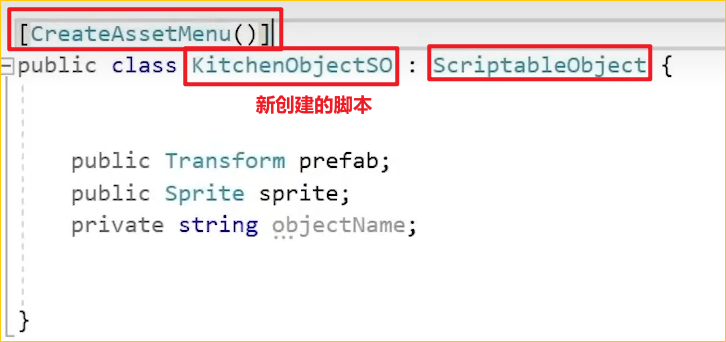 [CreateAssetMenu()]
public class KitchenObjectSO : ScriptableObject {
新创建的脚本
public Transform prefab;
public Sprite sprite;
private string objectName;
}